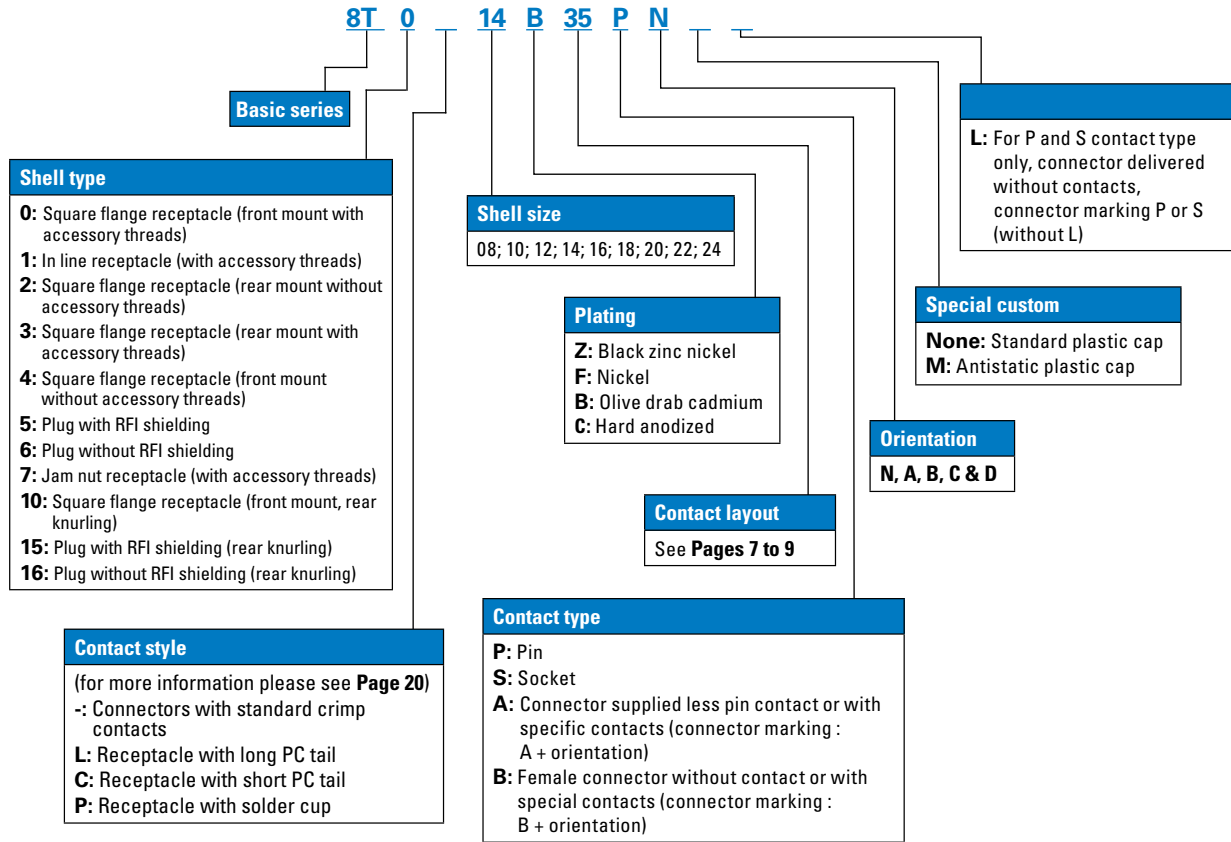 8T 0 _ 14 B 35 P N _ _
Basic series
Shell type
0: Square flange receptacle (front mount with
accessory threads)
1: In line receptacle (with accessory threads)
2: Square flange receptacle (rear mount without
accessory threads)
3: Square flange receptacle (rear mount with
accessory threads)
4: Square flange receptacle (front mount
without accessory threads)
5: Plug with RFI shielding
6: Plug without RFI shielding
7: Jam nut receptacle (with accessory threads)
10: Square flange receptacle (front mount, rear
knurling)
15: Plug with RFI shielding (rear knurling)
16: Plug without RFI shielding (rear knurling)
Contact style
(for more information please see Page 20)
-: Connectors with standard crimp
contacts
L: Receptacle with long PC tail
C: Receptacle with short PC tail
P: Receptacle with solder cup
Shell size
08; 10; 12; 14; 16; 18; 20; 22; 24
Plating
Z: Black zinc nickel
F: Nickel
B: Olive drab cadmium
C: Hard anodized
Contact layout
See Pages 7 to 9
Contact type
P: Pin
S: Socket
A: Connector supplied less pin contact or with
specific contacts (connector marking :
A + orientation)
B: Female connector without contact or with
special contacts (connector marking :
B + orientation)
Orientation
N, A, B, C & D
Special custom
None: Standard plastic cap
M: Antistatic plastic cap
L: For P and S contact type
only, connector delivered
without contacts,
connector marking P or S
(without L)